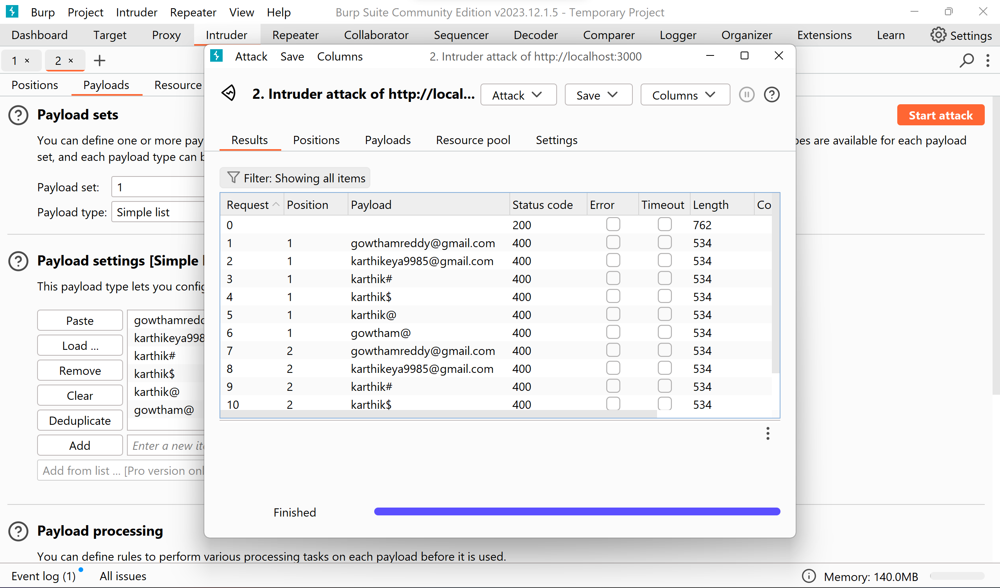 Burp Project Intruder Repeater View Help Burp Suite Community Edition v2023.12.1.5 - Temporary Project
Dashboard Target Proxy Intruder Repeater Collaborator Sequencer Decoder Comparer Logger Organizer Extensions Learn Settings
1 × 2 × +
Attack Save Columns 2. Intruder attack of http://localhost:3000
Positions Payloads Resource
2. Intruder attack of http://local... Attack Save Columns
Payload sets
Start attack
You can define one or more pay
are available for each payload
set, and each payload type can
Results Positions Payloads Resource pool Settings
Payload set: 1
Payload type: Simple list
Filter: Showing all items
Request Position Payload Status code Error Timeout Length Co
0 200 762
1 1 gowthamreddy@gmail.com 400 534
2 1 karthikeya9985@gmail.com 400 534
3 1 karthik# 400 534
4 1 karthik$ 400 534
5 1 karthik@ 400 534
6 1 gowtham@ 400 534
7 2 gowthamreddy@gmail.com 400 534
8 2 karthikeya9985@gmail.com 400 534
9 2 karthik# 400 534
10 2 karthik$ 400 534
Finished
Payload settings [Simple
This payload type lets you config
Paste
Load ...
Remove
Clear
Deduplicate
Add
gowthamredd
karthikeya998
karthik#
karthik$
karthik@
gowtham@
Enter a new ite
Add from list ... [Pro version onl
Payload processing
You can define rules to perform various processing tasks on each payload before it is used.
Event log (1) All issues Memory: 140.0MB